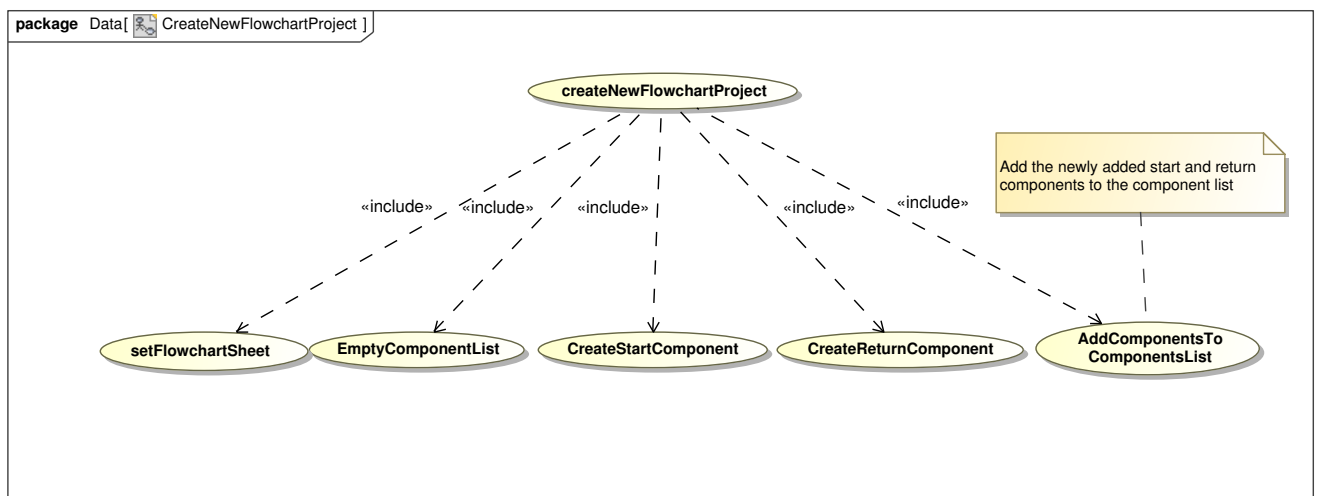 package Data[ CreateNewFlowchartProject ]
createNewFlowchartProject
Add the newly added start and return
components to the component list
«include» «include» «include» «include» «include»
setFlowchartSheet
EmptyComponentList
CreateStartComponent
CreateReturnComponent
AddComponentsTo
ComponentsList